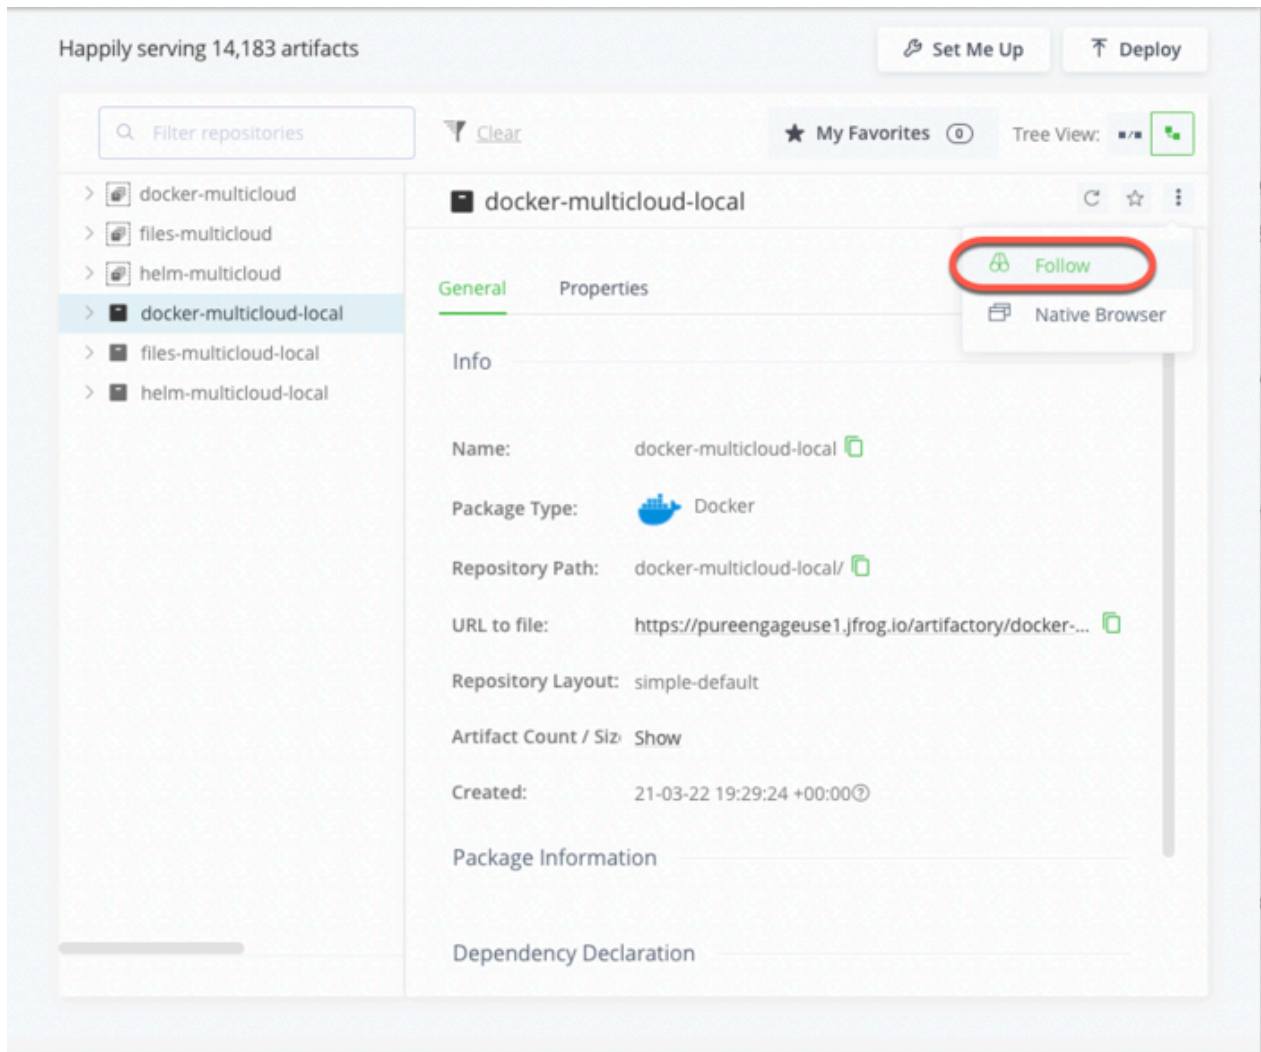 Happily serving 14,183 artifacts
Set Me Up
Deploy
Filter repositories
Clear
My Favorites 0
Tree View:
docker-multicloud
files-multicloud
helm-multicloud
docker-multicloud-local
files-multicloud-local
helm-multicloud-local
docker-multicloud-local
Follow
Native Browser
General
Properties
Info
Name: docker-multicloud-local
Package Type: Docker
Repository Path: docker-multicloud-local/
URL to file: https://pureengageuse1.jfrog.io/artifactory/docker-...
Repository Layout: simple-default
Artifact Count / Siz Show
Created: 21-03-22 19:29:24 +00:00
Package Information
Dependency Declaration